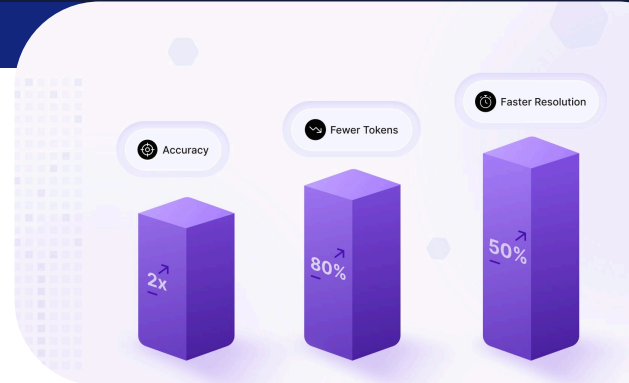 Accuracy
Fewer Tokens
Faster Resolution
2x
80%
50%